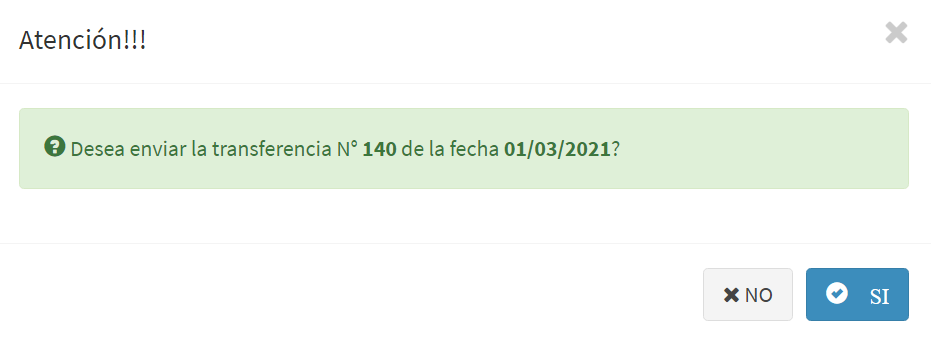 Atención!!!
Desea enviar la transferencia N° 140 de la fecha 01/03/2021?
NO
SI